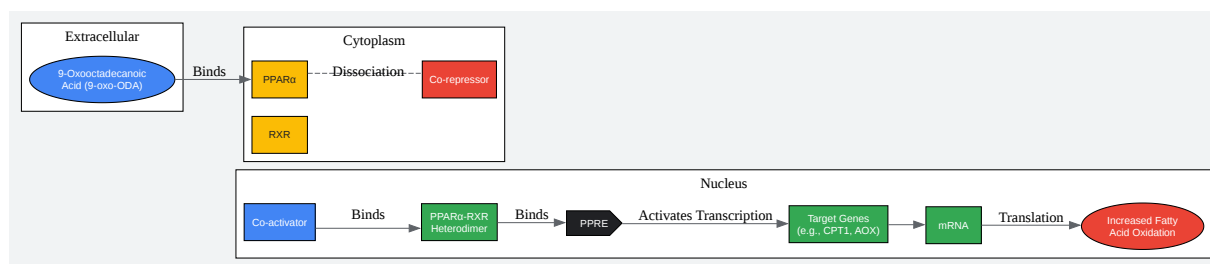 Extracellular
9-Oxooctadecanoic
Acid (9-oxo-ODA)
Binds
Cytoplasm
PPARα
Dissociation
Co-repressor
RXR
Nucleus
Co-activator
Binds
PPARα-RXR
Heterodimer
Binds
PPRE
Activates Transcription
Target Genes
(e.g., CPT1, AOX)
mRNA
Translation
Increased Fatty
Acid Oxidation